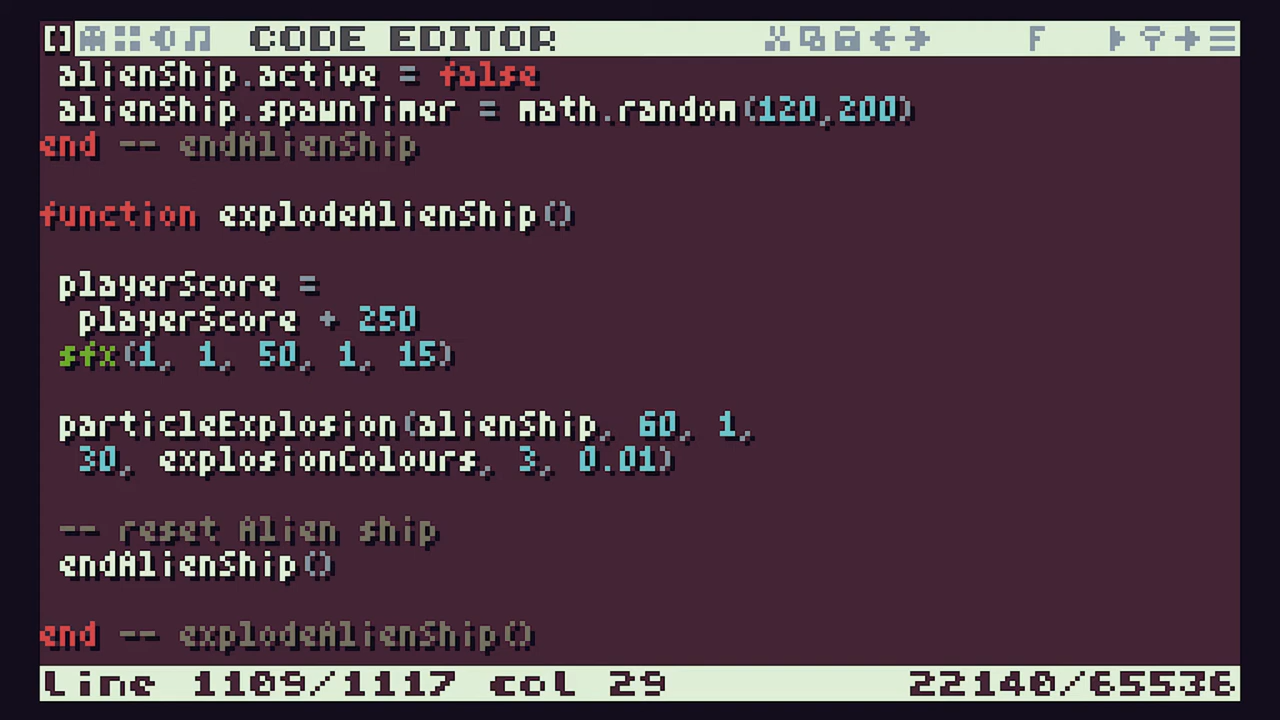 CODE EDITOR F
alienShip.active = false
alienShip.spawnTimer = math.random(120,200)
end -- endAlienShip
function explodeAlienShip()
playerScore =
playerScore + 250
sfx(1, 1, 50, 1, 15)
particleExplosion(alienShip, 60, 1,
30, explosionColours, 3, 0.01)
-- reset Alien ship
endAlienShip()
end -- explodeAlienShip()
line 1109/1117 col 29 22140/65536